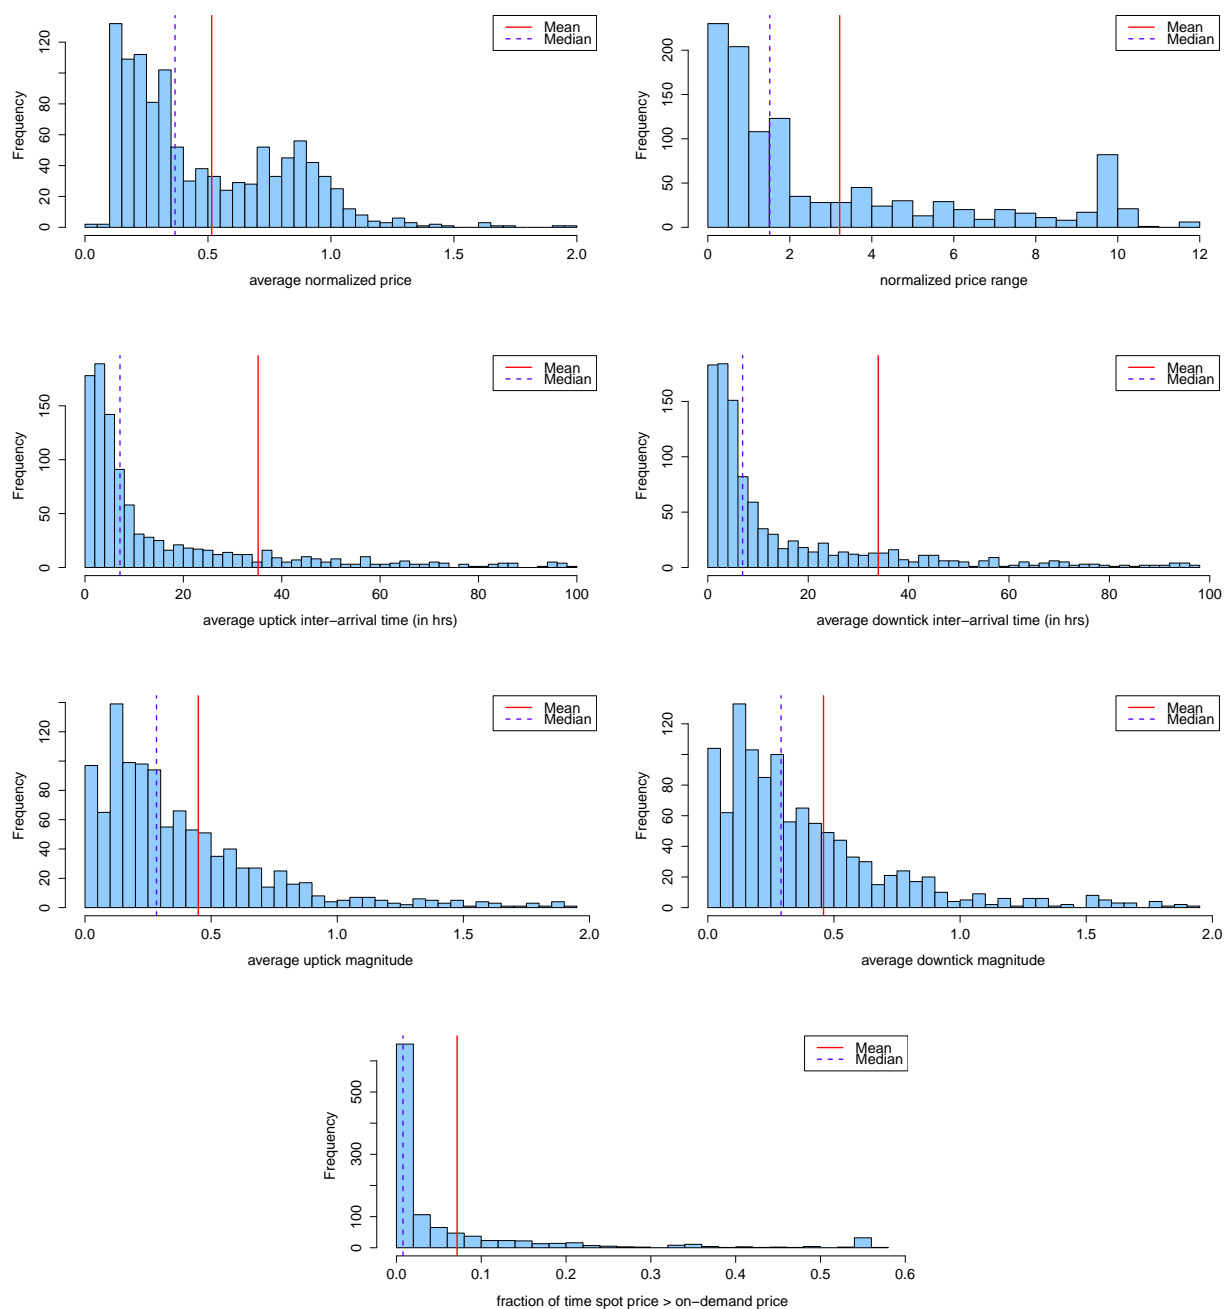 Mean
Median
Frequency
0
20
40
60
80
120
0.0
0.5
1.0
1.5
2.0
average normalized price
Mean
Median
Frequency
0
50
100
150
200
0
2
4
6
8
10
12
normalized price range
Mean
Median
Frequency
0
50
100
150
0
20
40
60
80
100
average uptick inter−arrival time (in hrs)
Mean
Median
Frequency
0
50
100
150
0
20
40
60
80
100
average downtick inter−arrival time (in hrs)
Mean
Median
Frequency
0
20
40
60
80
120
0.0
0.5
1.0
1.5
2.0
average uptick magnitude
Mean
Median
Frequency
0
20
40
60
80
120
0.0
0.5
1.0
1.5
2.0
average downtick magnitude
Mean
Median
Frequency
0
100
300
500
0.0
0.1
0.2
0.3
0.4
0.5
0.6
fraction of time spot price > on−demand price